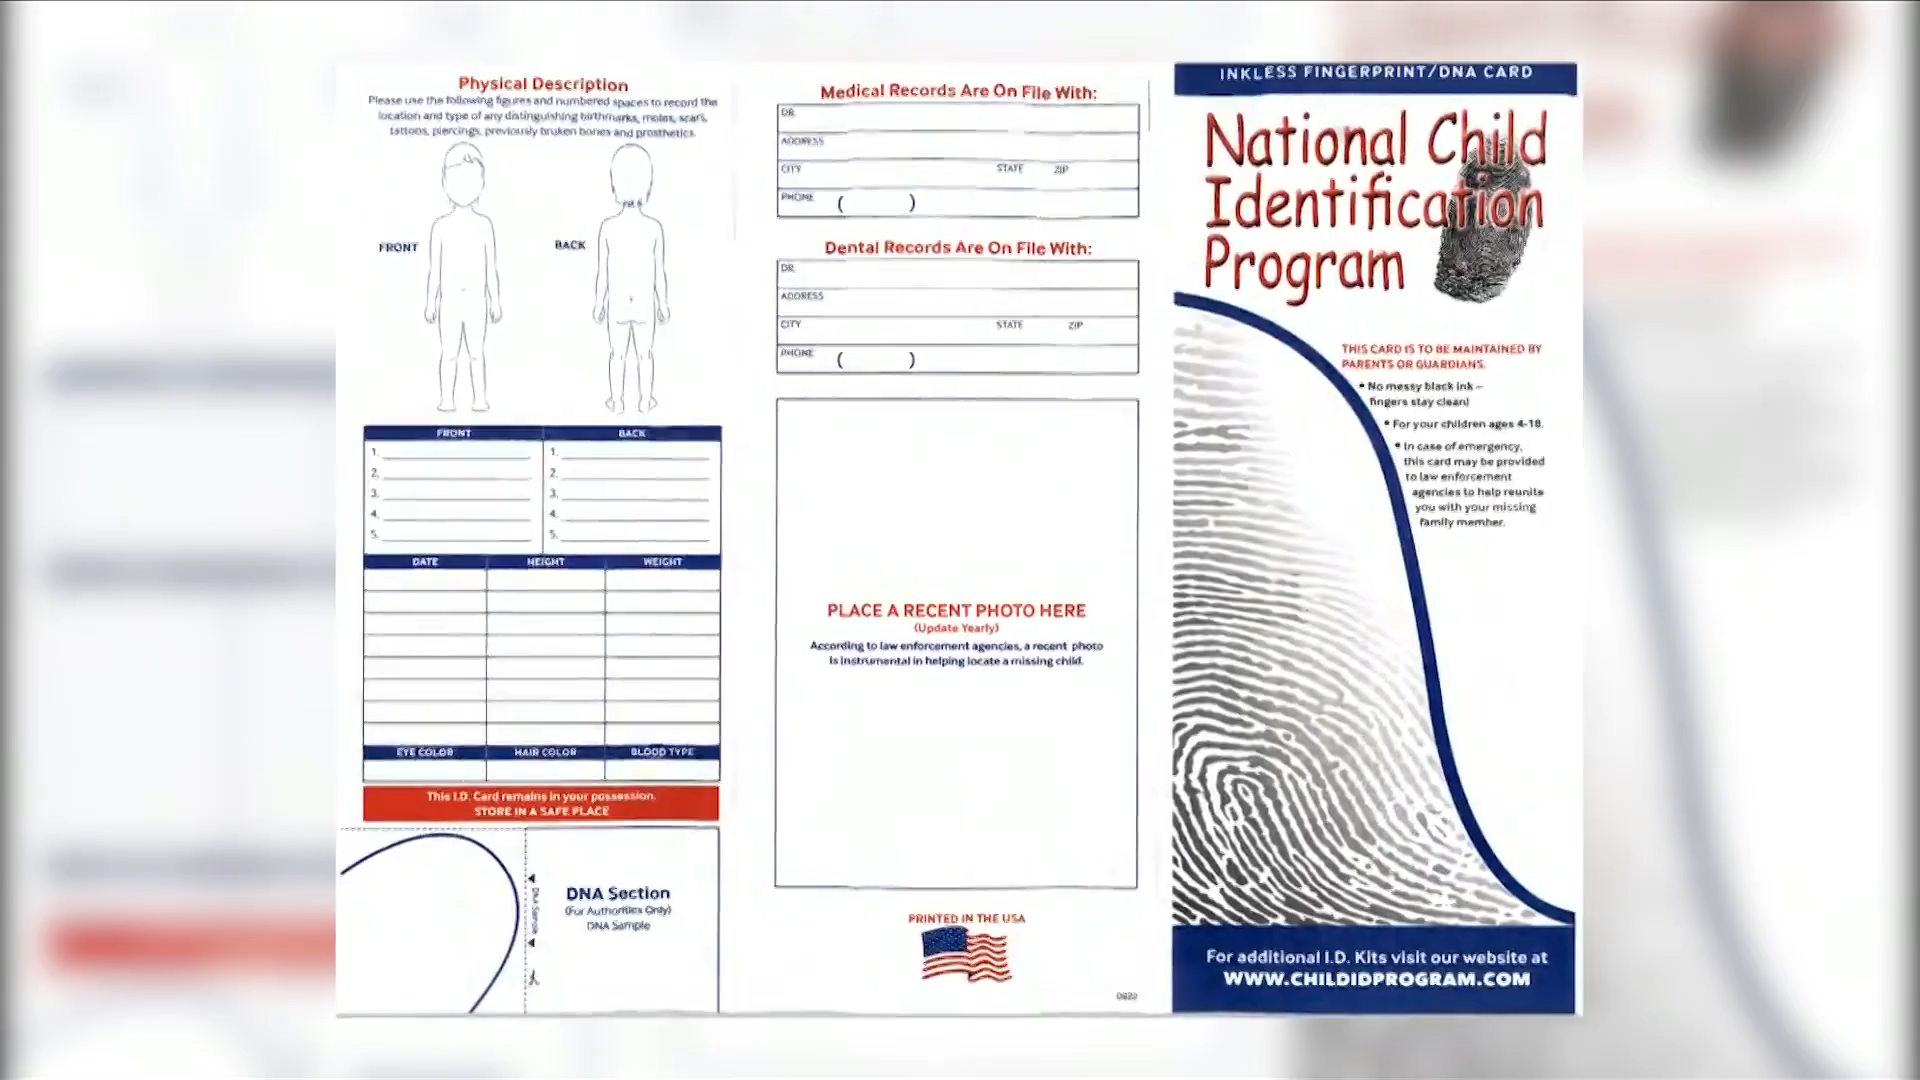 Physical Description
Please use the following figures and numbered spaces to record the
location and type of any distinguishing birthmarks, moles, scars,
tattoos, piercings, previously broken bones and prosthetics.
FRONT
BACK
FRONT BACK
1. 1.
2. 2.
3. 3.
4. 4.
5. 5.
DATE HEIGHT WEIGHT
EYE COLOR HAIR COLOR BLOOD TYPE
This I.D. Card remains in your possession.
STORE IN A SAFE PLACE
DNA Sample
DNA Section
(For Authorities Only)
DNA Sample
Medical Records Are On File With:
DR.
ADDRESS
CITY STATE ZIP
PHONE ( )
Dental Records Are On File With:
DR.
ADDRESS
CITY STATE ZIP
PHONE ( )
PLACE A RECENT PHOTO HERE
(Update Yearly)
According to law enforcement agencies, a recent photo
is instrumental in helping locate a missing child.
PRINTED IN THE USA
INKLESS FINGERPRINT/DNA CARD
National Child
Identification
Program
THIS CARD IS TO BE MAINTAINED BY
PARENTS OR GUARDIANS.
• No messy black ink –
fingers stay clean!
• For your children ages 4-18.
• In case of emergency,
this card may be provided
to law enforcement
agencies to help reunite
you with your missing
family member.
For additional I.D. Kits visit our website at
WWW.CHILDIDPROGRAM.COM